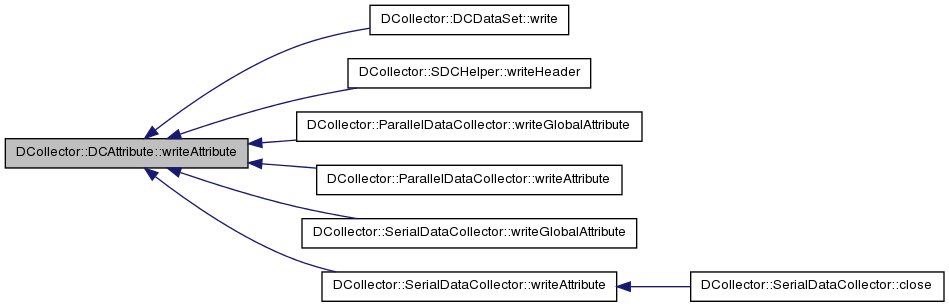 DCollector::DCDataSet::write
DCollector::SDCHelper::writeHeader
DCollector::ParallelDataCollector::writeGlobalAttribute
DCollector::DCAttribute::writeAttribute
DCollector::ParallelDataCollector::writeAttribute
DCollector::SerialDataCollector::writeGlobalAttribute
DCollector::SerialDataCollector::writeAttribute
DCollector::SerialDataCollector::close